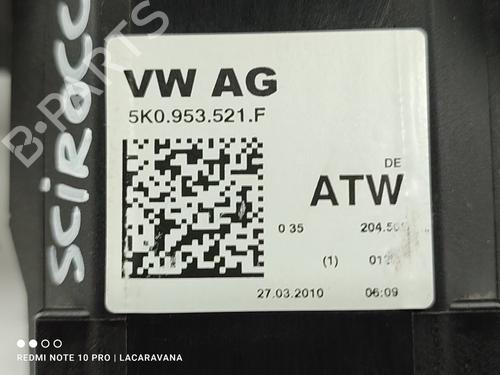 SCIROCC
B-PARTS
VW AG
5K0.953.521.F
DE
ATW
0 35
(1)
27.03.2010 06:09
REDMI NOTE 10 PRO | LACARAVANA